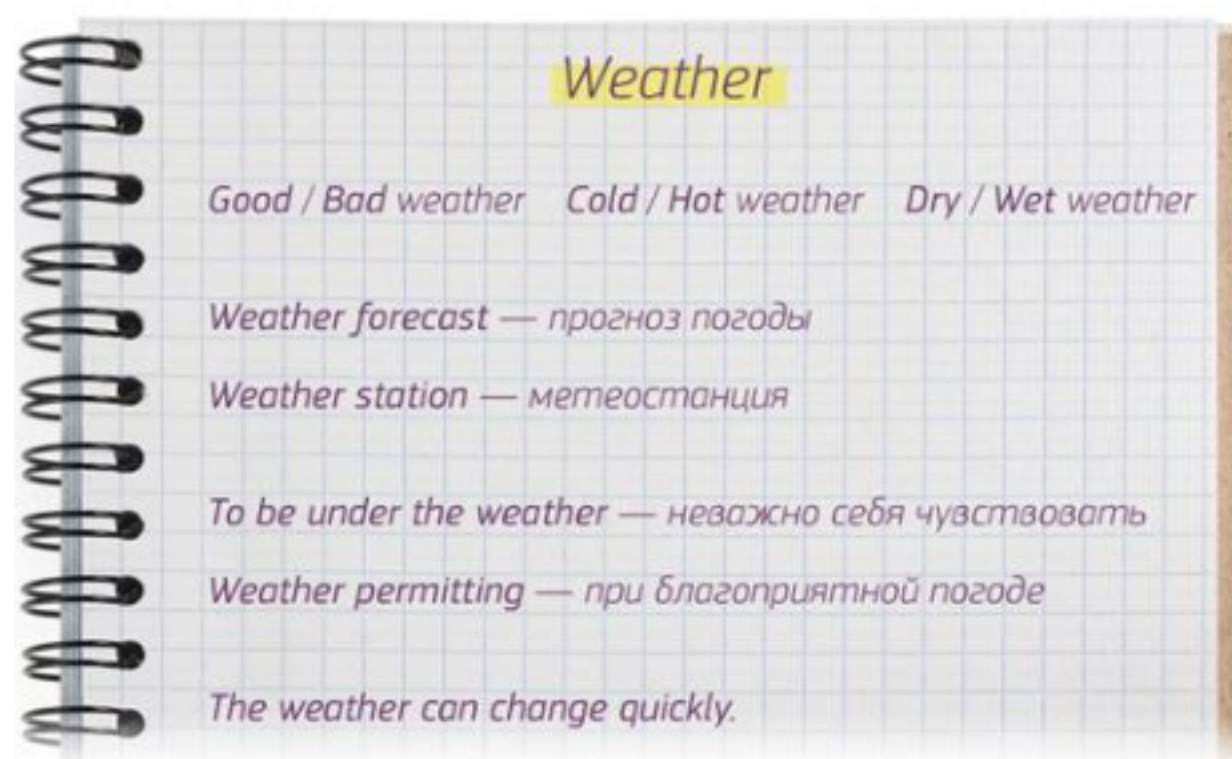 Weather
Good / Bad weather Cold / Hot weather Dry / Wet weather
Weather forecast — прогноз погоды
Weather station — метеостанция
To be under the weather — неважно себя чувствовать
Weather permitting — при благоприятной погоде
The weather can change quickly.